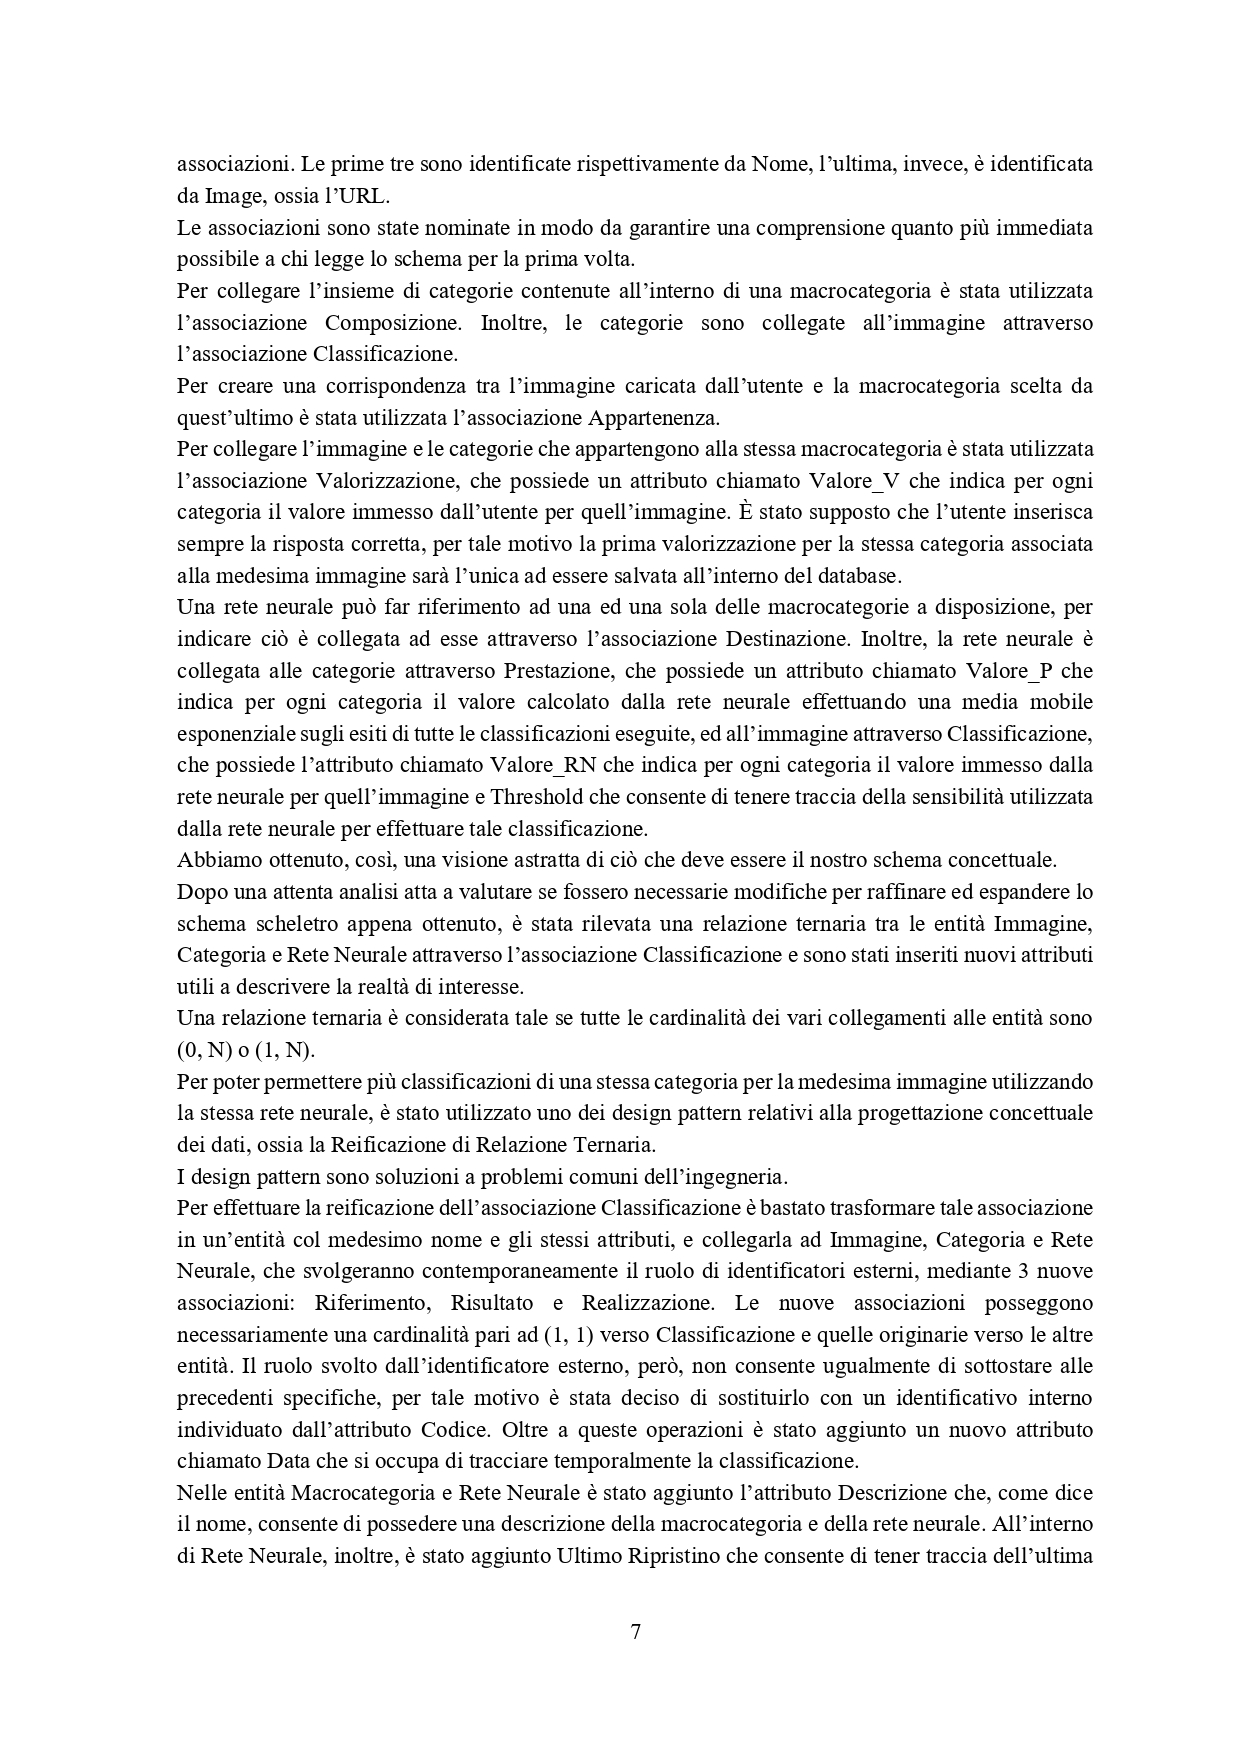 associazioni. Le prime tre sono identificate rispettivamente da Nome, l’ultima, invece, è identificata
da Image, ossia l’URL.
Le associazioni sono state nominate in modo da garantire una comprensione quanto più immediata
possibile a chi legge lo schema per la prima volta.
Per collegare l’insieme di categorie contenute all’interno di una macrocategoria è stata utilizzata
l’associazione Composizione. Inoltre, le categorie sono collegate all’immagine attraverso
l’associazione Classificazione.
Per creare una corrispondenza tra l’immagine caricata dall’utente e la macrocategoria scelta da
quest’ultimo è stata utilizzata l’associazione Appartenenza.
Per collegare l’immagine e le categorie che appartengono alla stessa macrocategoria è stata utilizzata
l’associazione Valorizzazione, che possiede un attributo chiamato Valore_V che indica per ogni
categoria il valore immesso dall’utente per quell’immagine. È stato supposto che l’utente inserisca
sempre la risposta corretta, per tale motivo la prima valorizzazione per la stessa categoria associata
alla medesima immagine sarà l’unica ad essere salvata all’interno del database.
Una rete neurale può far riferimento ad una ed una sola delle macrocategorie a disposizione, per
indicare ciò è collegata ad esse attraverso l’associazione Destinazione. Inoltre, la rete neurale è
collegata alle categorie attraverso Prestazione, che possiede un attributo chiamato Valore_P che
indica per ogni categoria il valore calcolato dalla rete neurale effettuando una media mobile
esponenziale sugli esiti di tutte le classificazioni eseguite, ed all’immagine attraverso Classificazione,
che possiede l’attributo chiamato Valore_RN che indica per ogni categoria il valore immesso dalla
rete neurale per quell’immagine e Threshold che consente di tenere traccia della sensibilità utilizzata
dalla rete neurale per effettuare tale classificazione.
Abbiamo ottenuto, così, una visione astratta di ciò che deve essere il nostro schema concettuale.
Dopo una attenta analisi atta a valutare se fossero necessarie modifiche per raffinare ed espandere lo
schema scheletro appena ottenuto, è stata rilevata una relazione ternaria tra le entità Immagine,
Categoria e Rete Neurale attraverso l’associazione Classificazione e sono stati inseriti nuovi attributi
utili a descrivere la realtà di interesse.
Una relazione ternaria è considerata tale se tutte le cardinalità dei vari collegamenti alle entità sono
(0, N) o (1, N).
Per poter permettere più classificazioni di una stessa categoria per la medesima immagine utilizzando
la stessa rete neurale, è stato utilizzato uno dei design pattern relativi alla progettazione concettuale
dei dati, ossia la Reificazione di Relazione Ternaria.
I design pattern sono soluzioni a problemi comuni dell’ingegneria.
Per effettuare la reificazione dell’associazione Classificazione è bastato trasformare tale associazione
in un’entità col medesimo nome e gli stessi attributi, e collegarla ad Immagine, Categoria e Rete
Neurale, che svolgeranno contemporaneamente il ruolo di identificatori esterni, mediante 3 nuove
associazioni: Riferimento, Risultato e Realizzazione. Le nuove associazioni posseggono
necessariamente una cardinalità pari ad (1, 1) verso Classificazione e quelle originarie verso le altre
entità. Il ruolo svolto dall’identificatore esterno, però, non consente ugualmente di sottostare alle
precedenti specifiche, per tale motivo è stata deciso di sostituirlo con un identificativo interno
individuato dall’attributo Codice. Oltre a queste operazioni è stato aggiunto un nuovo attributo
chiamato Data che si occupa di tracciare temporalmente la classificazione.
Nelle entità Macrocategoria e Rete Neurale è stato aggiunto l’attributo Descrizione che, come dice
il nome, consente di possedere una descrizione della macrocategoria e della rete neurale. All’interno
di Rete Neurale, inoltre, è stato aggiunto Ultimo Ripristino che consente di tener traccia dell’ultima
7